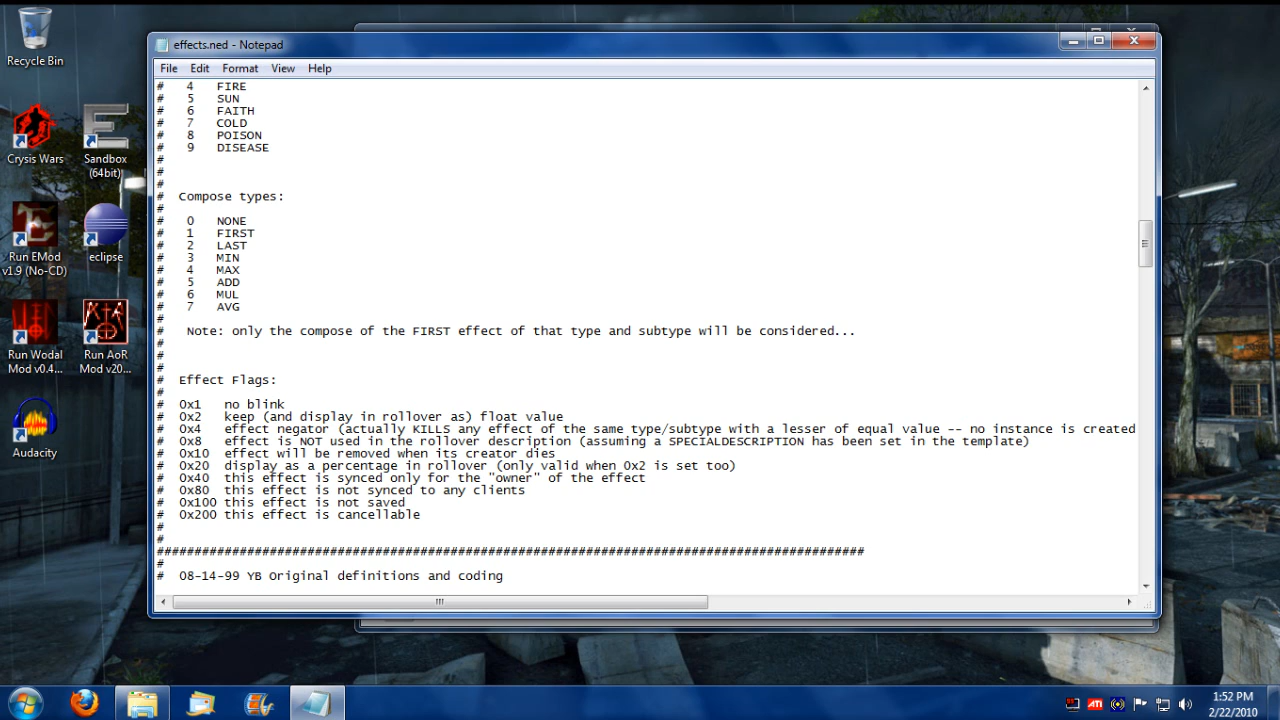 effects.ned - Notepad
File Edit Format View Help
# 4 FIRE
# 5 SUN
# 6 FAITH
# 7 COLD
# 8 POISON
# 9 DISEASE
#
#
#
# Compose types:
#
# 0 NONE
# 1 FIRST
# 2 LAST
# 3 MIN
# 4 MAX
# 5 ADD
# 6 MUL
# 7 AVG
#
# Note: only the compose of the FIRST effect of that type and subtype will be considered...
#
#
#
# Effect Flags:
#
# 0x1 no blink
# 0x2 keep (and display in rollover as) float value
# 0x4 effect negator (actually KILLS any effect of the same type/subtype with a lesser of equal value -- no instance is created
# 0x8 effect is NOT used in the rollover description (assuming a SPECIALDESCRIPTION has been set in the template)
# 0x10 effect will be removed when its creator dies
# 0x20 display as a percentage in rollover (only valid when 0x2 is set too)
# 0x40 this effect is synced only for the "owner" of the effect
# 0x80 this effect is not synced to any clients
# 0x100 this effect is not saved
# 0x200 this effect is cancellable
#
#
##############################################################################################
#
# 08-14-99 YB Original definitions and coding
Recycle Bin
Crysis Wars
Sandbox
(64bit)
Run EMod
v1.9 (No-CD)
eclipse
Run Wodal
Mod v0.4...
Run AoR
Mod v20...
Audacity
ATI
1:52 PM
2/22/2010